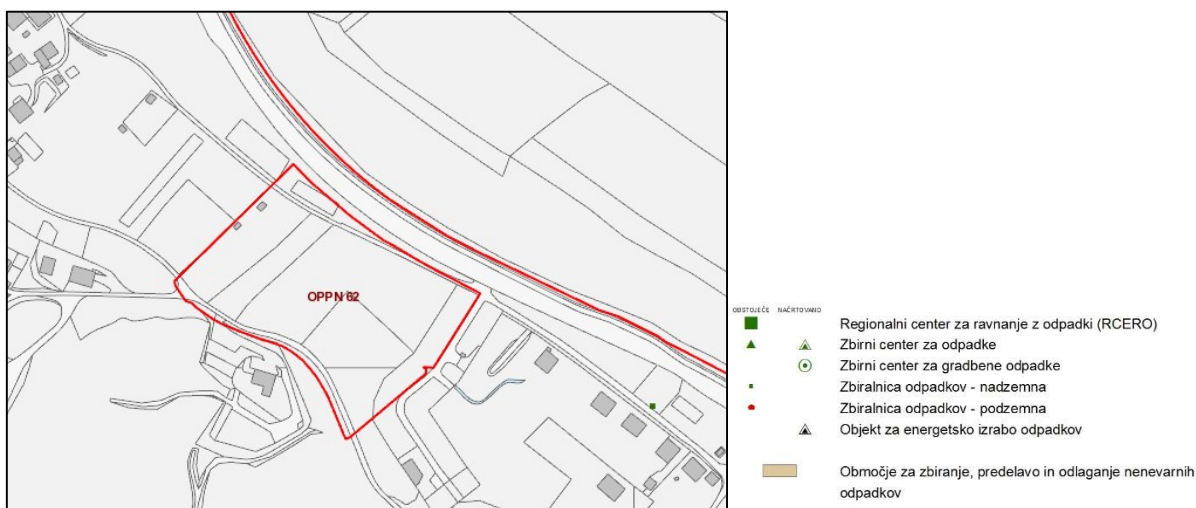 OPPN 62
OBSTOJEČE NAČRTOVANO
Regionalni center za ravnanje z odpadki (RCERO)
Zbirni center za odpadke
Zbirni center za gradbene odpadke
Zbiralnica odpadkov - nadzemna
Zbiralnica odpadkov - podzemna
Objekt za energetsko izrabo odpadkov
Območje za zbiranje, predelavo in odlaganje nenevarnih
odpadkov